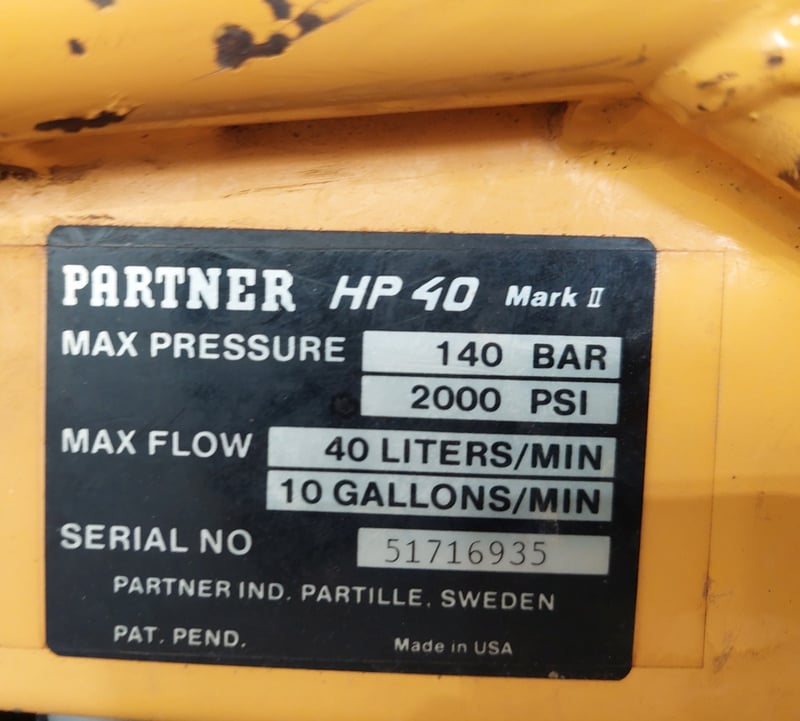 PARTNER HP 40 Mark II
MAX PRESSURE 140 BAR
2000 PSI
MAX FLOW 40 LITERS/MIN
10 GALLONS/MIN
SERIAL NO 51716935
PARTNER IND. PARTILLE, SWEDEN
PAT. PEND. Made in USA